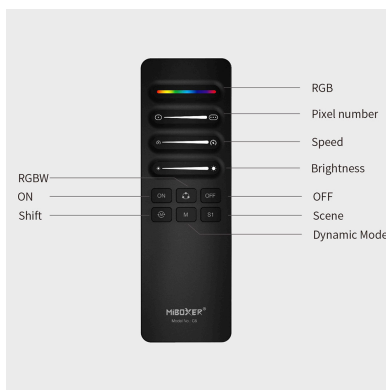 RGB
Pixel number
Speed
Brightness
RGBW
ON
OFF
Shift
Scene
Dynamic Mode
ON
OFF
M
S1
MiBOXER®